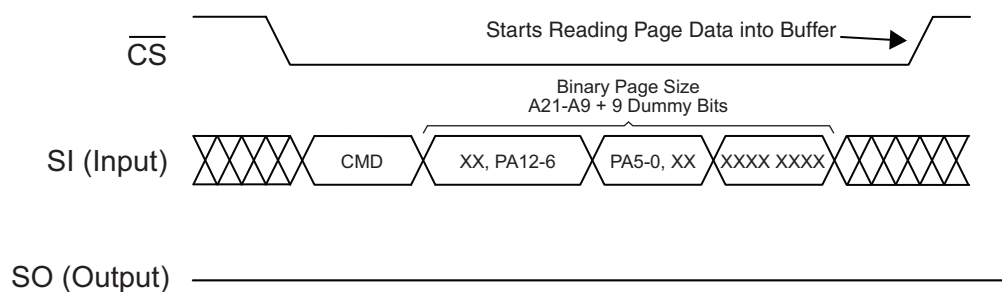 Starts Reading Page Data into Buffer
CS
Binary Page Size
A21-A9 + 9 Dummy Bits
SI (Input)
CMD
XX, PA12-6
PA5-0, XX
XXXX XXXX
SO (Output)